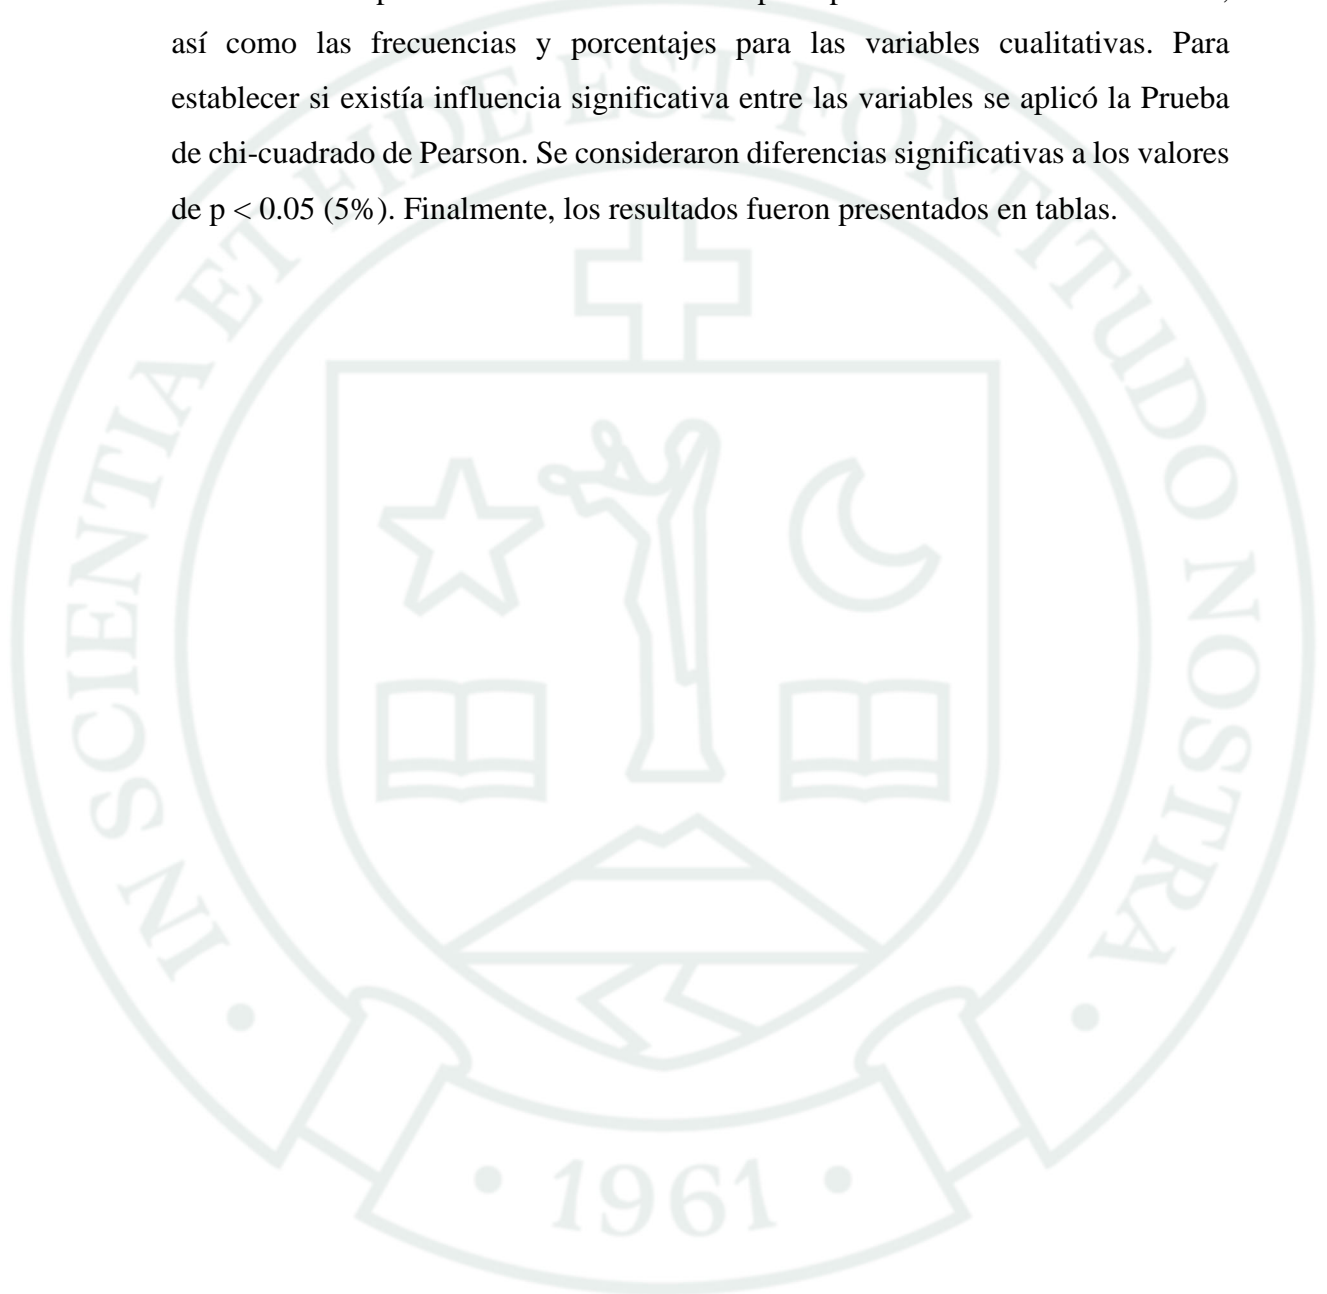 así como las frecuencias y porcentajes para las variables cualitativas. Para
establecer si existía influencia significativa entre las variables se aplicó la Prueba
de chi-cuadrado de Pearson. Se consideraron diferencias significativas a los valores
de p < 0.05 (5%). Finalmente, los resultados fueron presentados en tablas.
IN SCIENTIA ET FIDE EST FORTITUDO NOSTRA
• 1961 •